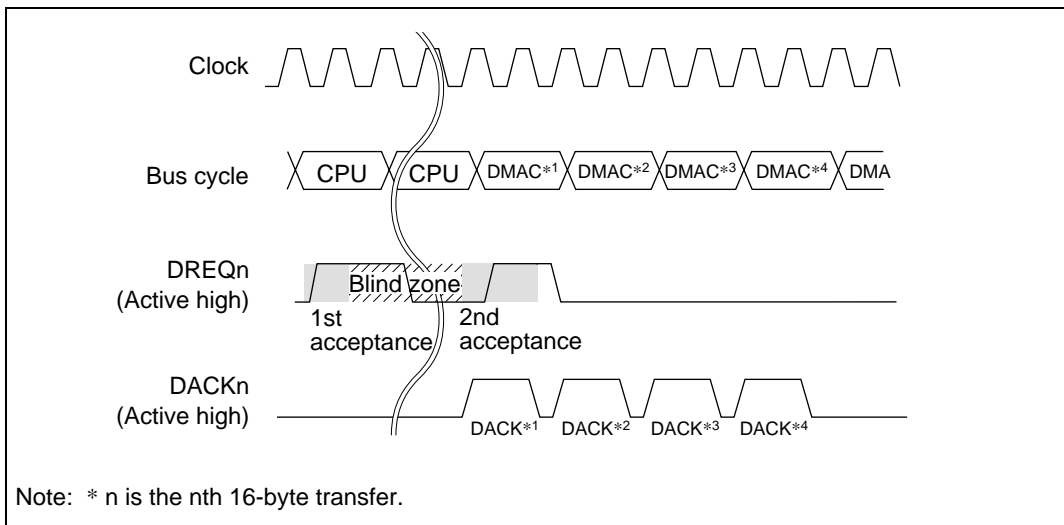 Clock
Bus cycle
CPU CPU DMAC*1 DMAC*2 DMAC*3 DMAC*4 DMA
DREQn
(Active high)
Blind zone
1st
acceptance
2nd
acceptance
DACKn
(Active high)
DACK*1 DACK*2 DACK*3 DACK*4
Note: * n is the nth 16-byte transfer.